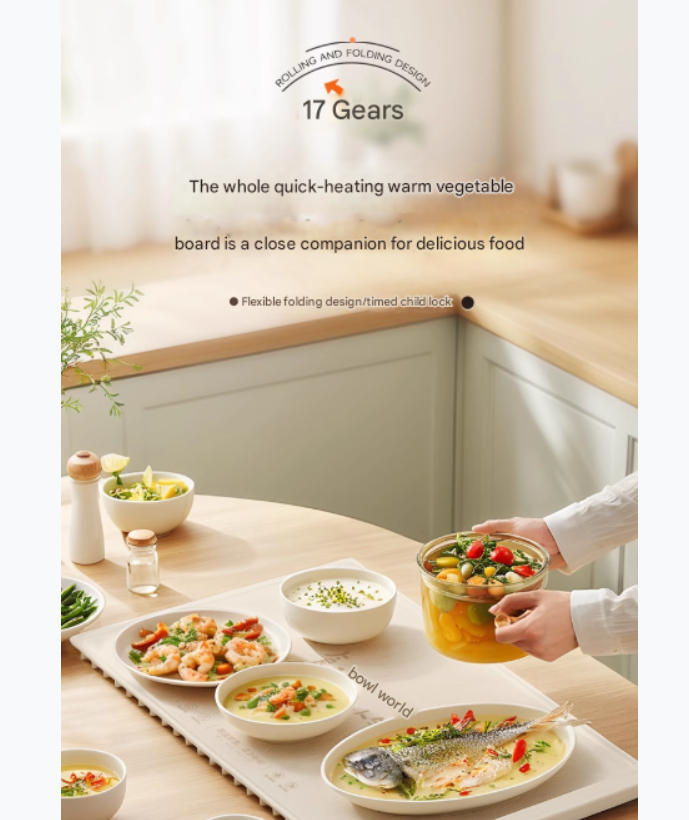 ROLLING AND FOLDING DESIGN
17 Gears
The whole quick-heating warm vegetable
board is a close companion for delicious food
● Flexible folding design/timed child lock ●
bowl world